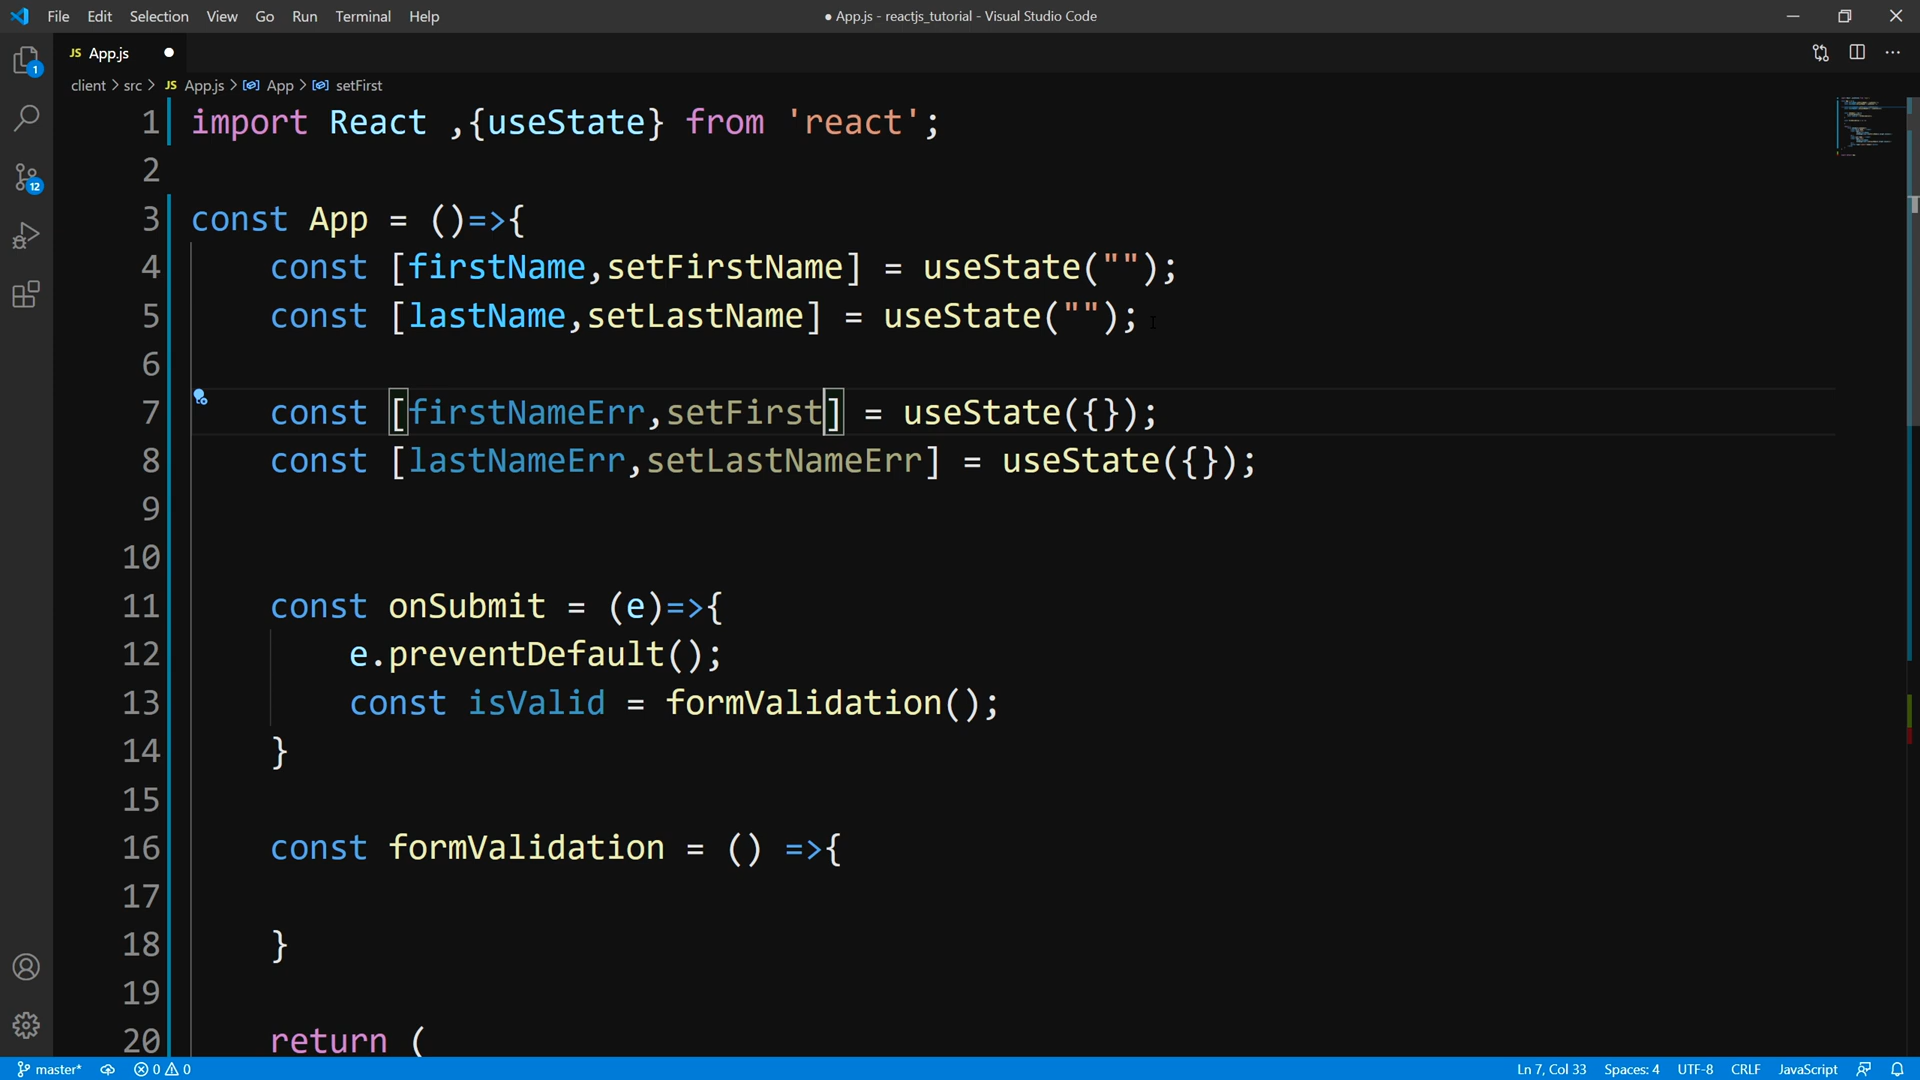 File Edit Selection View Go Run Terminal Help
● App.js - reactjs_tutorial - Visual Studio Code
JS App.js ●
client > src > JS App.js > App > setFirst
1 import React ,{useState} from 'react';
2
3 const App = ()=>{
4 const [firstName,setFirstName] = useState("");
5 const [lastName,setLastName] = useState("");
6
7 const [firstNameErr,setFirst] = useState({});
8 const [lastNameErr,setLastNameErr] = useState({});
9
10
11 const onSubmit = (e)=>{
12 e.preventDefault();
13 const isValid = formValidation();
14 }
15
16 const formValidation = () =>{
17
18 }
19
20 return (
1
12
master* 0 0 Ln 7, Col 33 Spaces: 4 UTF-8 CRLF JavaScript